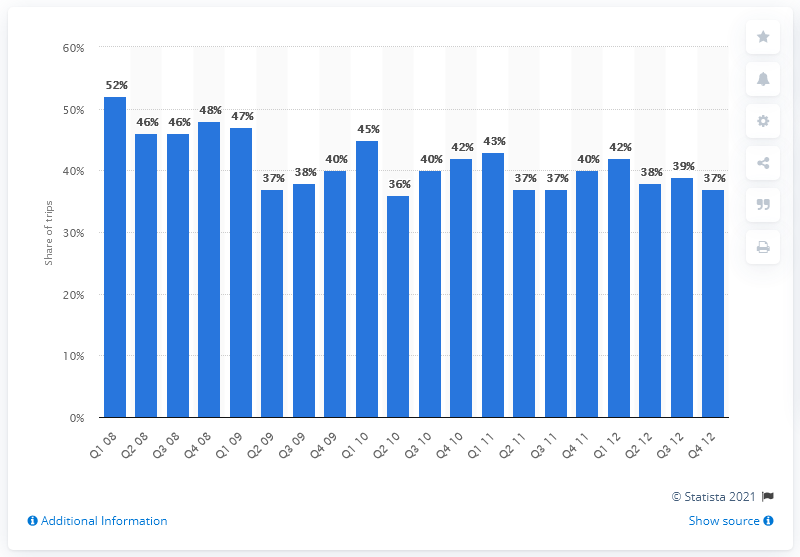 60%
50%
40%
30%
20%
10%
0%
Share of trips
52%
46%
46%
48%
47%
37%
38%
40%
45%
36%
40%
42%
43%
37%
37%
40%
42%
38%
39%
37%
Q1 08
Q2 08
Q3 08
Q4 08
Q1 09
Q2 09
Q3 09
Q4 09
Q1 10
Q2 10
Q3 10
Q4 10
Q1 11
Q2 11
Q3 11
Q4 11
Q1 12
Q2 12
Q3 12
Q4 12
© Statista 2021
Additional Information
Show source